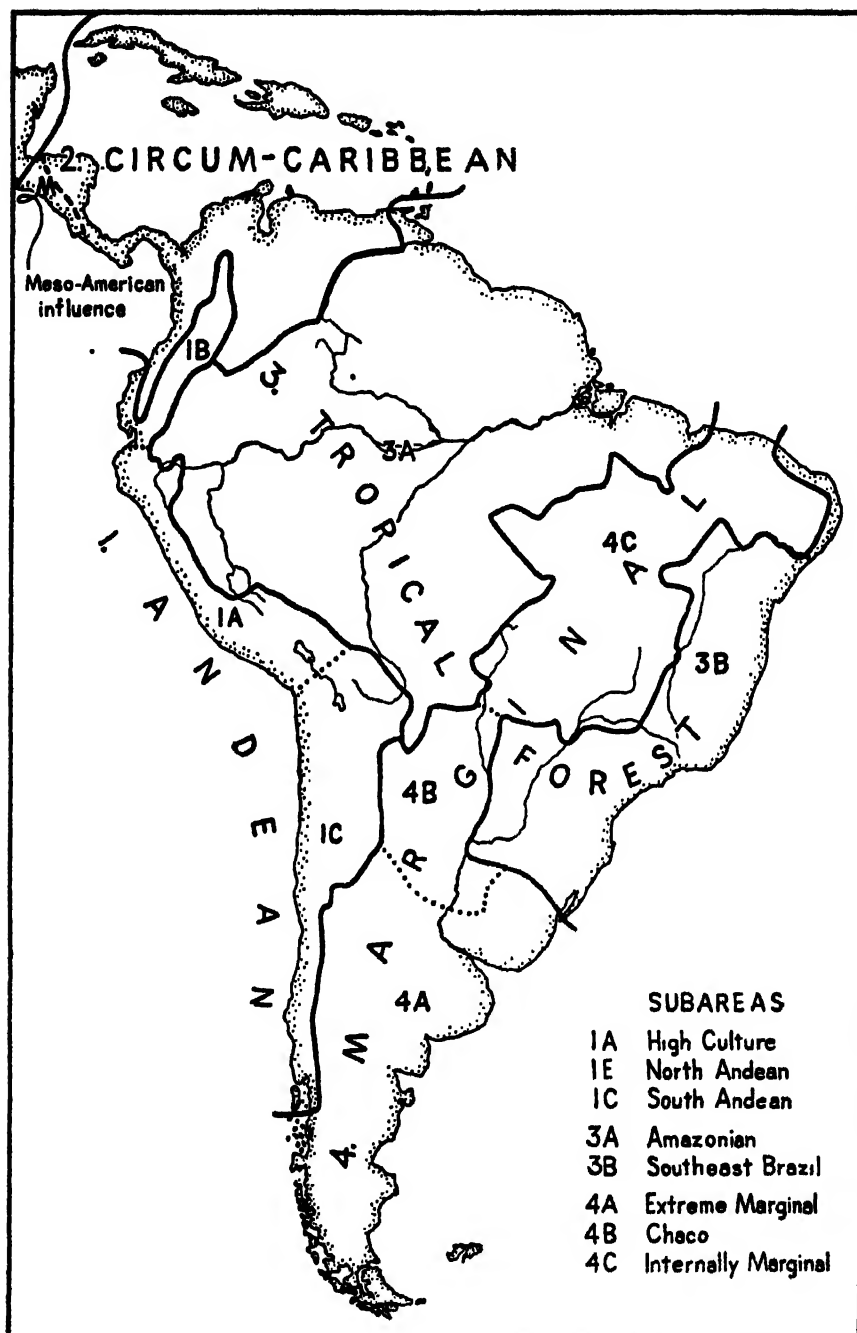 2. CIRCUM-CARIBBEAN
Meso-American
influence
1B
3. TRORICAL FOREST
3A
1. ANDEAN
4C
1A
3B
4. MARGINAL
4B
1C
4A
SUBAREAS
1A High Culture
1E North Andean
1C South Andean
3A Amazonian
3B Southeast Brazil
4A Extreme Marginal
4B Chaco
4C Internally Marginal